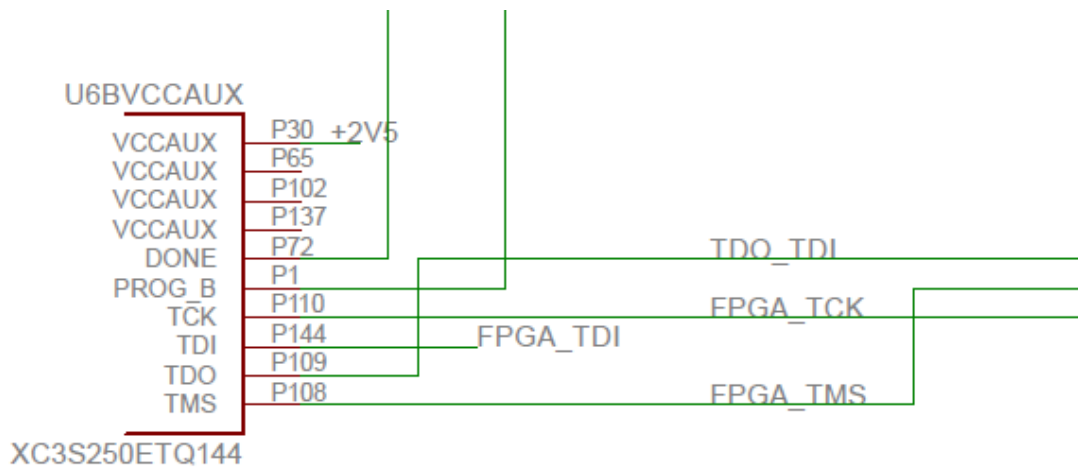 U6BVCCAUX
VCCAUX P30 +2V5
VCCAUX P65
VCCAUX P102
VCCAUX P137
DONE P72 TDO_TDI
PROG_B P1
TCK P110 FPGA_TCK
TDI P144 FPGA_TDI
TDO P109
TMS P108 FPGA_TMS
XC3S250ETQ144